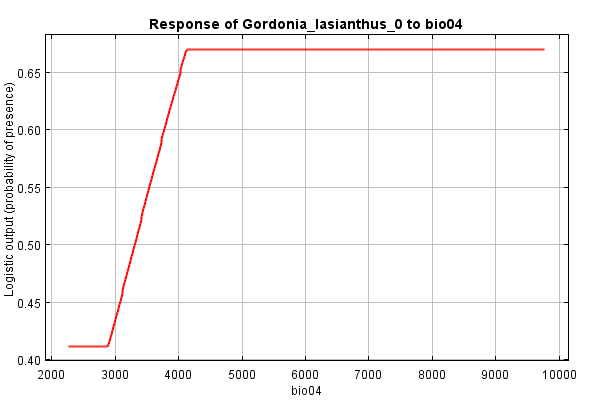 Response of Gordonia_lasianthus_0 to bio04
Logistic output (probability of presence)
0.65
0.60
0.55
0.50
0.45
0.40
2000 3000 4000 5000 6000 7000 8000 9000 10000
bio04